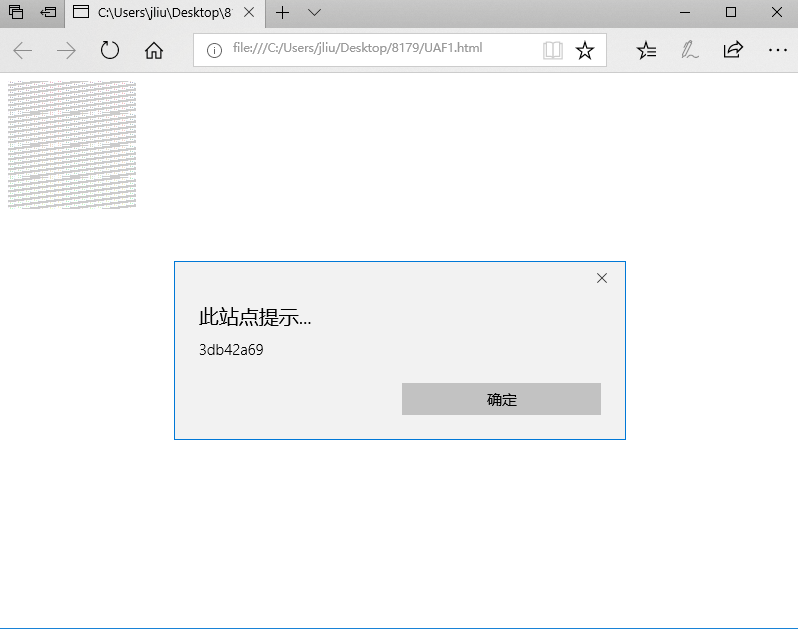 C:\Users\jliu\Desktop\8
file:///C:/Users/jliu/Desktop/8179/UAF1.html
此站点提示...
3db42a69
确定